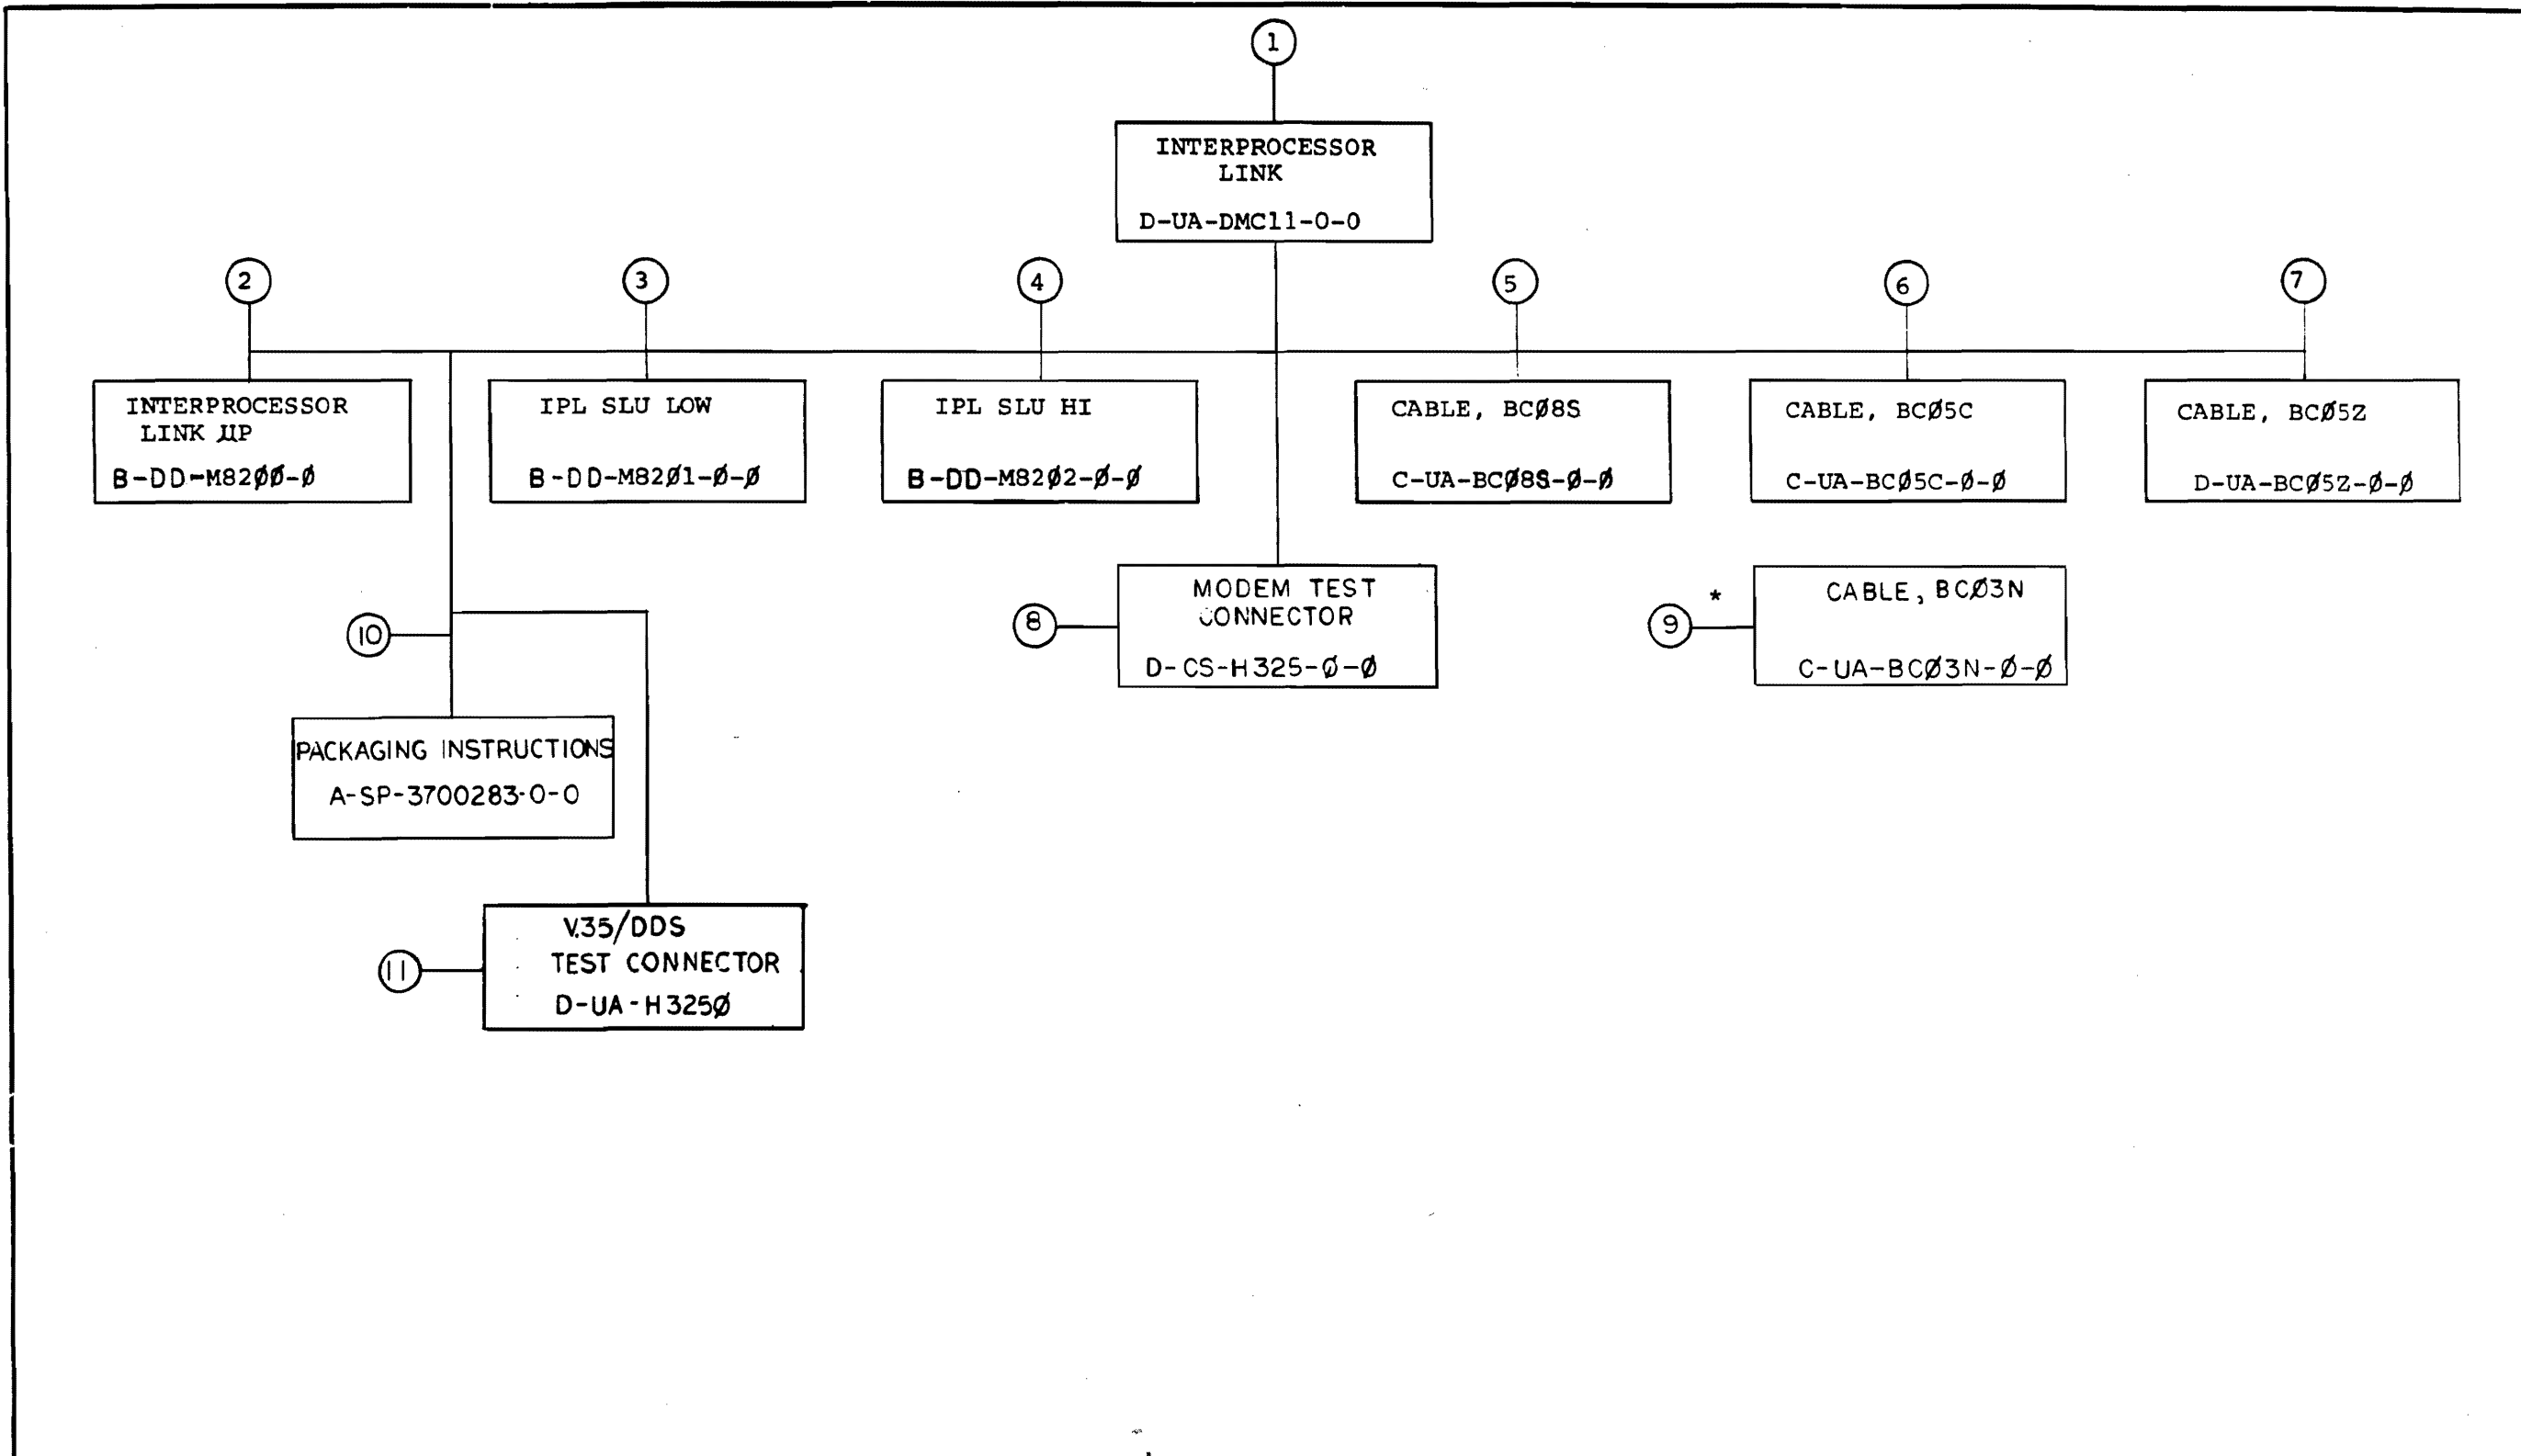 1
INTERPROCESSOR
LINK
D-UA-DMC11-0-0
2
3
4
5
6
7
INTERPROCESSOR
LINK µP
B-DD-M82ØØ-Ø
IPL SLU LOW
B-DD-M82Ø1-Ø-Ø
IPL SLU HI
B-DD-M82Ø2-Ø-Ø
CABLE, BCØ8S
C-UA-BCØ8S-Ø-Ø
CABLE, BCØ5C
C-UA-BCØ5C-Ø-Ø
CABLE, BCØ5Z
D-UA-BCØ5Z-Ø-Ø
8
MODEM TEST
CONNECTOR
D-CS-H325-Ø-Ø
9
*
CABLE, BCØ3N
C-UA-BCØ3N-Ø-Ø
10
PACKAGING INSTRUCTIONS
A-SP-3700283-0-0
11
V.35/DDS
TEST CONNECTOR
D-UA-H325Ø